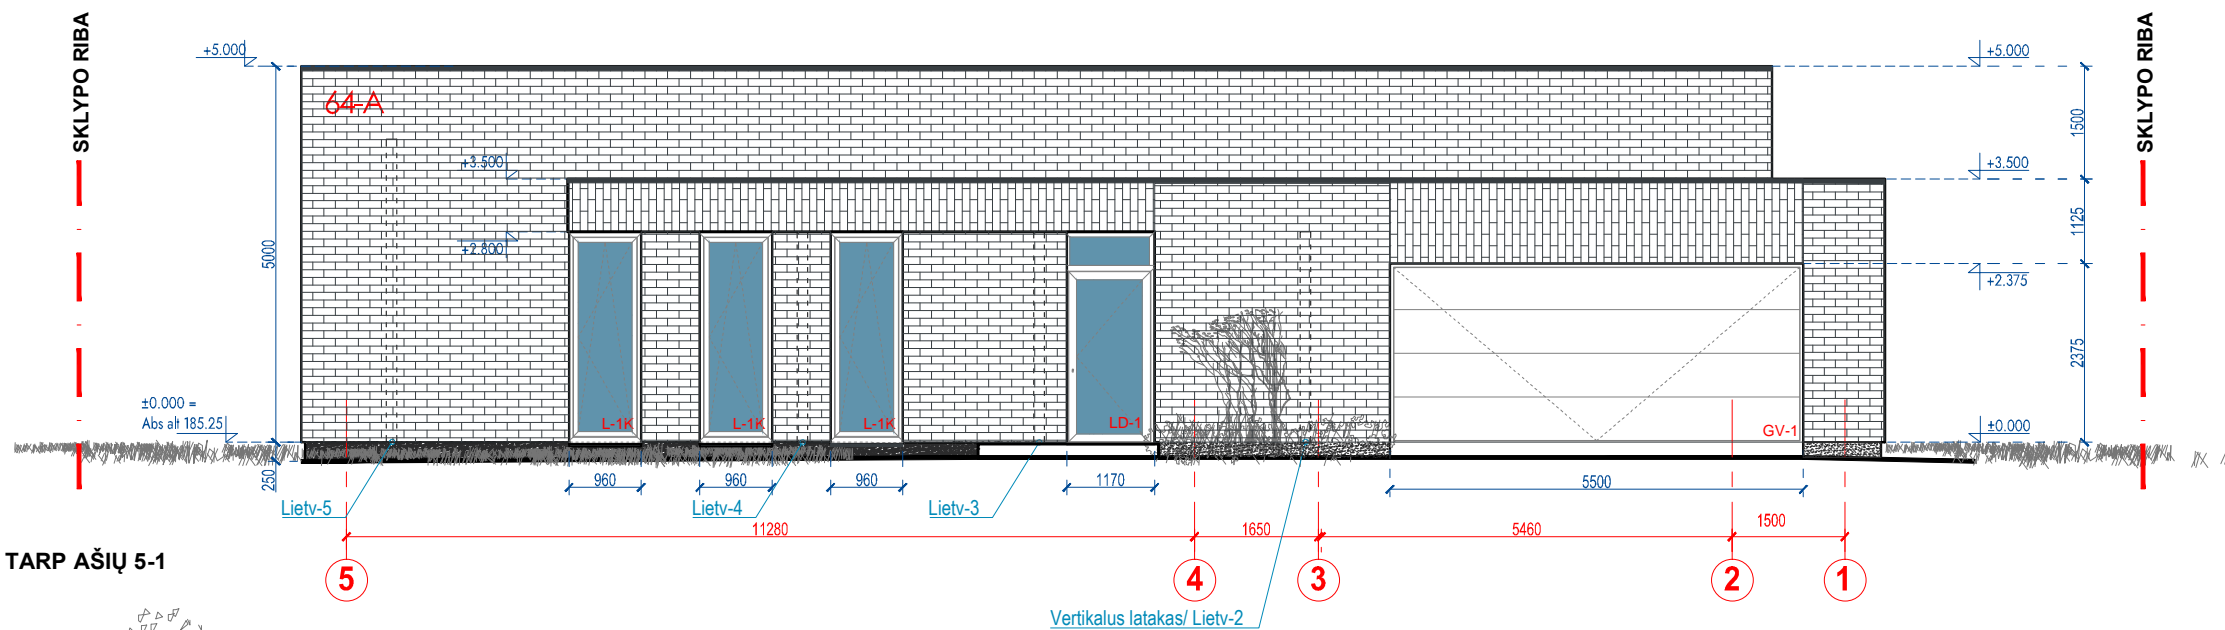 SKLYPO RIBA
SKLYPO RIBA
+5.000
+5.000
64-A
1500
+3.500
+3.500
1125
+2.800
5000
+2.375
2375
±0.000 =
Abs alt 185.25
L-1K
L-1K
L-1K
LD-1
GV-1
±0.000
250
960
960
960
1170
5500
Lietv-5
Lietv-4
Lietv-3
11280
1650
5460
1500
TARP AŠIŲ 5-1
5
4
3
2
1
Vertikalus latakas/ Lietv-2